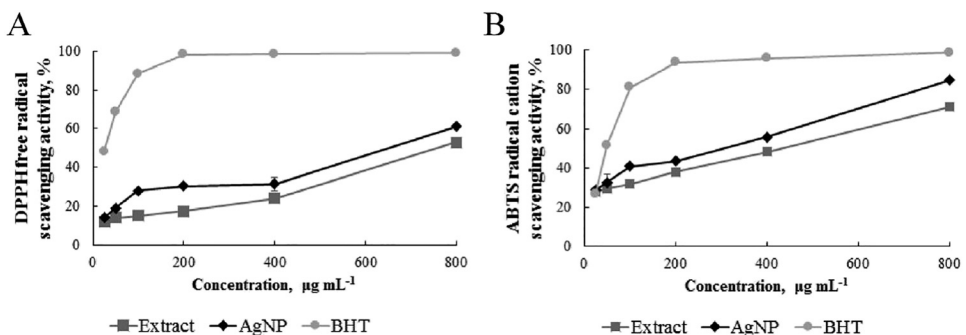 A
DPPHfree radical
scavenging activity, %
100
80
60
40
20
0
0
200
400
600
800
Concentration, µg mL⁻¹
Extract
AgNP
BHT
B
ABTS radical cation
scavenging activity, %
100
80
60
40
20
0
0
200
400
600
800
Concentration, µg mL⁻¹
Extract
AgNP
BHT